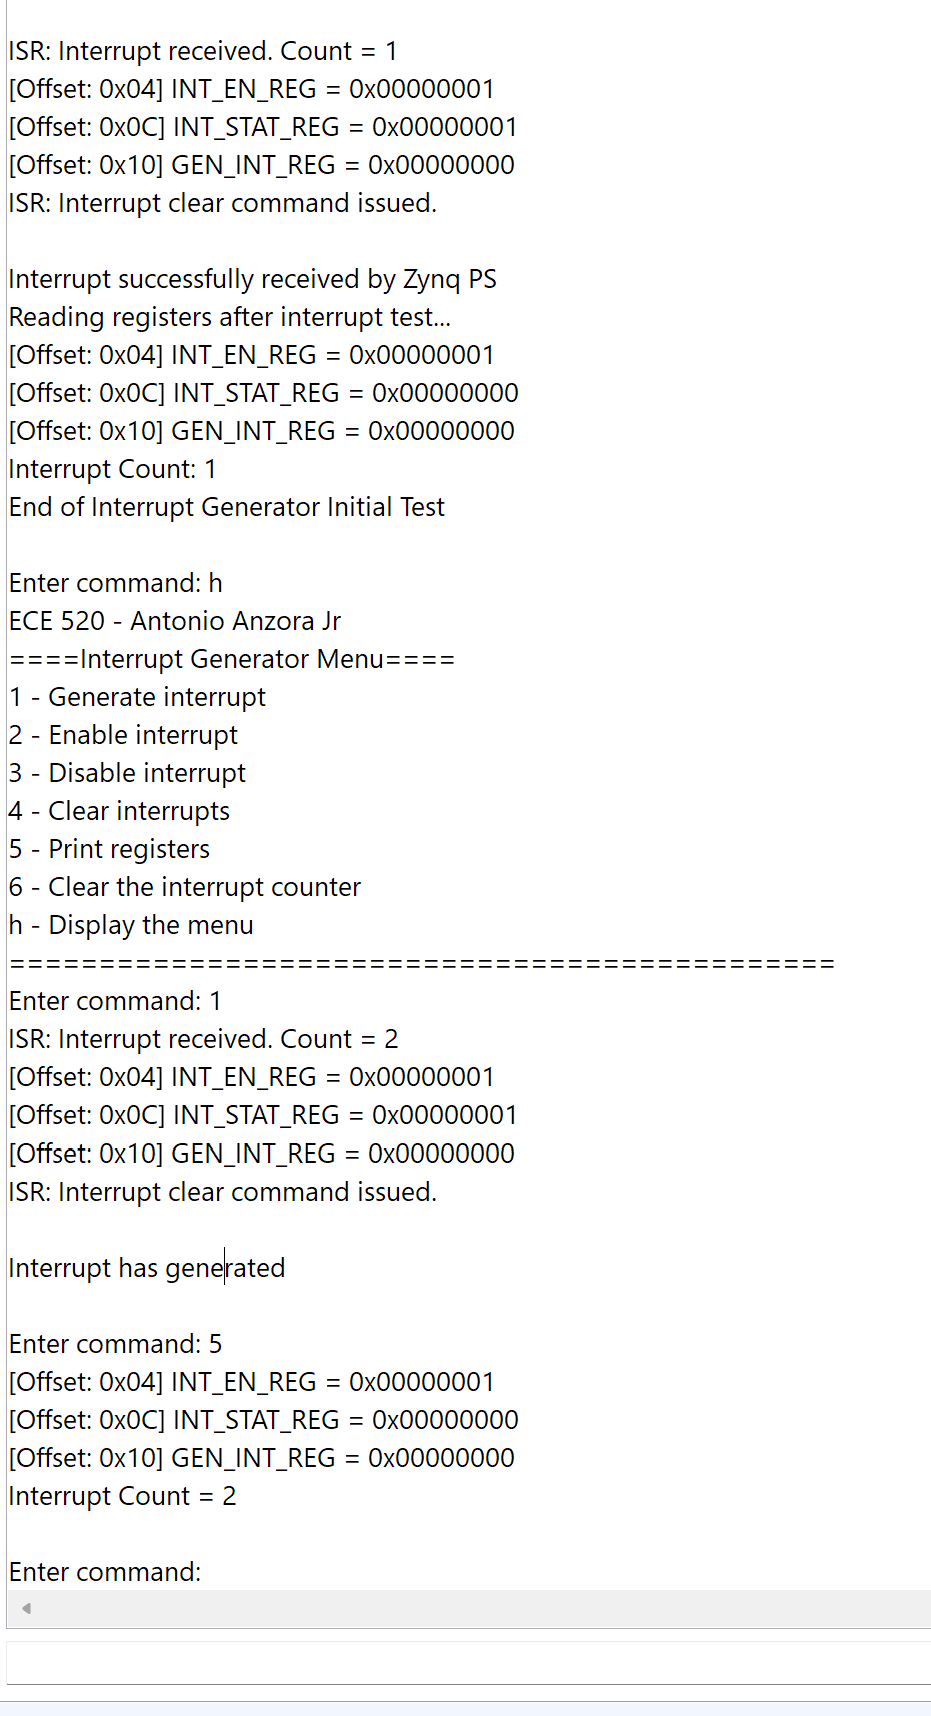 ISR: Interrupt received. Count = 1
[Offset: 0x04] INT_EN_REG = 0x00000001
[Offset: 0x0C] INT_STAT_REG = 0x00000001
[Offset: 0x10] GEN_INT_REG = 0x00000000
ISR: Interrupt clear command issued.
Interrupt successfully received by Zynq PS
Reading registers after interrupt test...
[Offset: 0x04] INT_EN_REG = 0x00000001
[Offset: 0x0C] INT_STAT_REG = 0x00000000
[Offset: 0x10] GEN_INT_REG = 0x00000000
Interrupt Count: 1
End of Interrupt Generator Initial Test
Enter command: h
ECE 520 - Antonio Anzora Jr
====Interrupt Generator Menu====
1 - Generate interrupt
2 - Enable interrupt
3 - Disable interrupt
4 - Clear interrupts
5 - Print registers
6 - Clear the interrupt counter
h - Display the menu
==============================================
Enter command: 1
ISR: Interrupt received. Count = 2
[Offset: 0x04] INT_EN_REG = 0x00000001
[Offset: 0x0C] INT_STAT_REG = 0x00000001
[Offset: 0x10] GEN_INT_REG = 0x00000000
ISR: Interrupt clear command issued.
Interrupt has generated
Enter command: 5
[Offset: 0x04] INT_EN_REG = 0x00000001
[Offset: 0x0C] INT_STAT_REG = 0x00000000
[Offset: 0x10] GEN_INT_REG = 0x00000000
Interrupt Count = 2
Enter command: